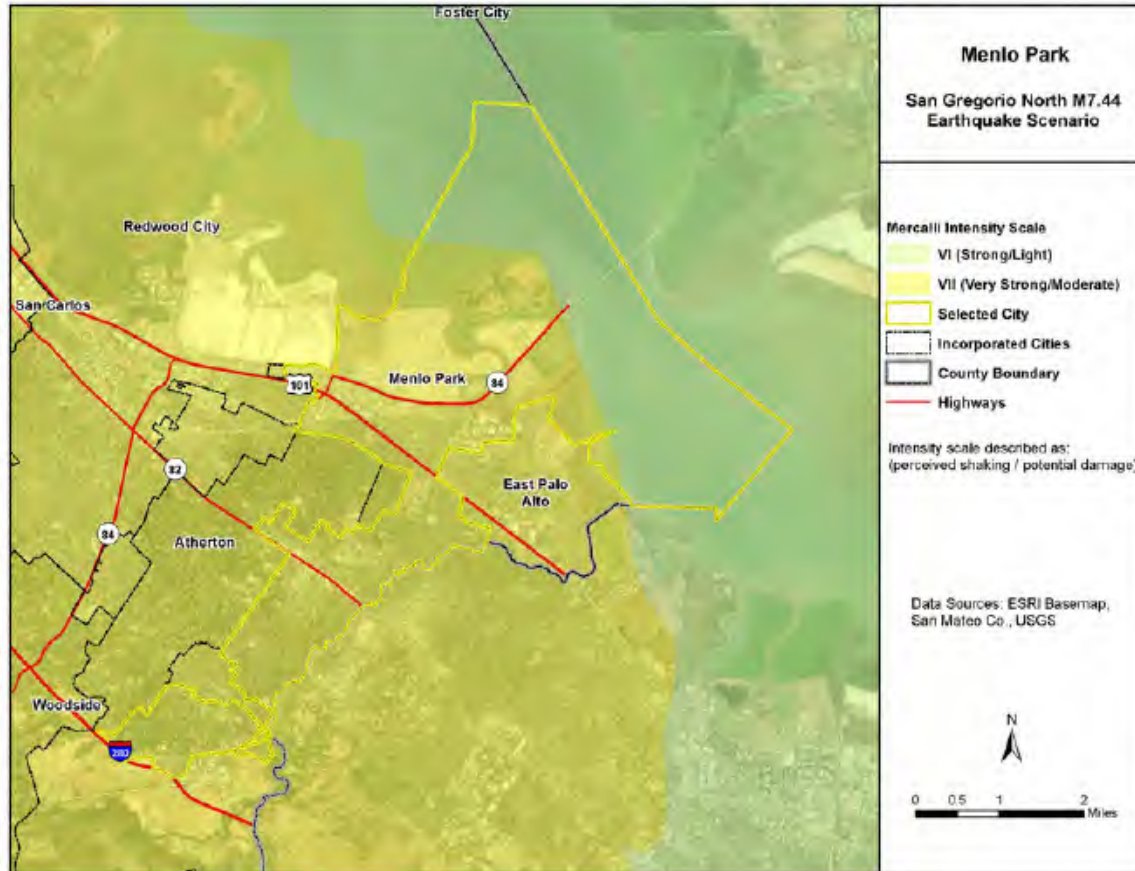 Foster City
Redwood City
San Carlos
101
Menlo Park
84
82
East Palo
Alto
84
Atherton
Woodside
280
Menlo Park
San Gregorio North M7.44
Earthquake Scenario
Mercalli Intensity Scale
VI (Strong/Light)
VII (Very Strong/Moderate)
Selected City
Incorporated Cities
County Boundary
Highways
Intensity scale described as:
(perceived shaking / potential damage)
Data Sources: ESRI Basemap,
San Mateo Co., USGS
N
0 0.5 1 2
Miles